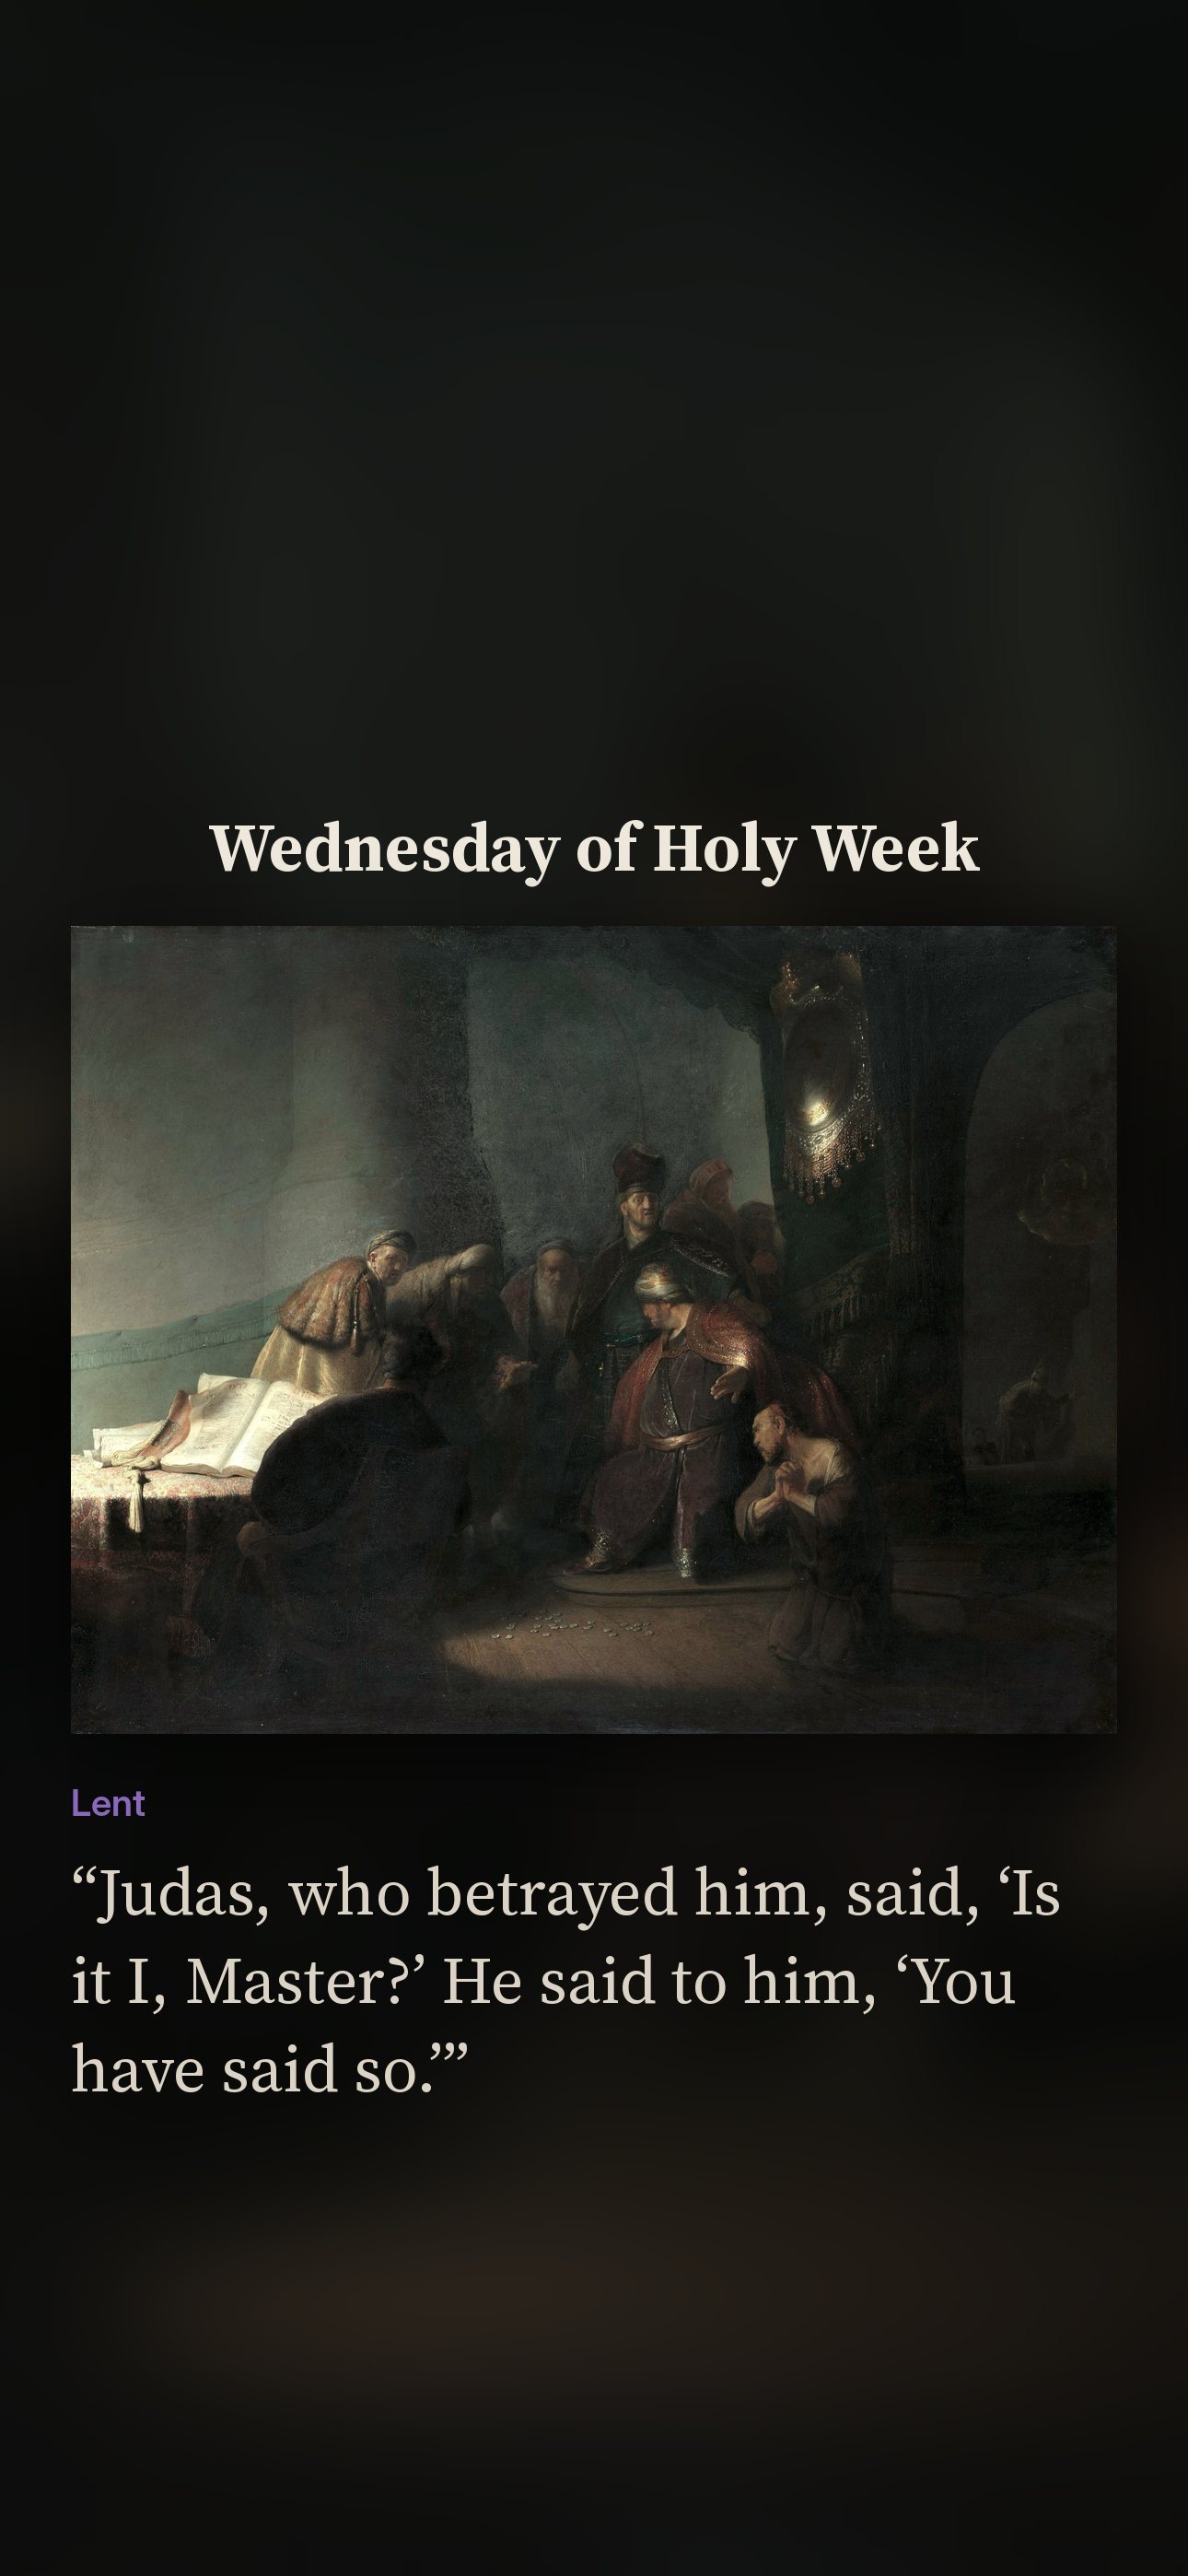 Wednesday of Holy Week
Lent
“Judas, who betrayed him, said, ‘Is
it I, Master?’ He said to him, ‘You
have said so.’”